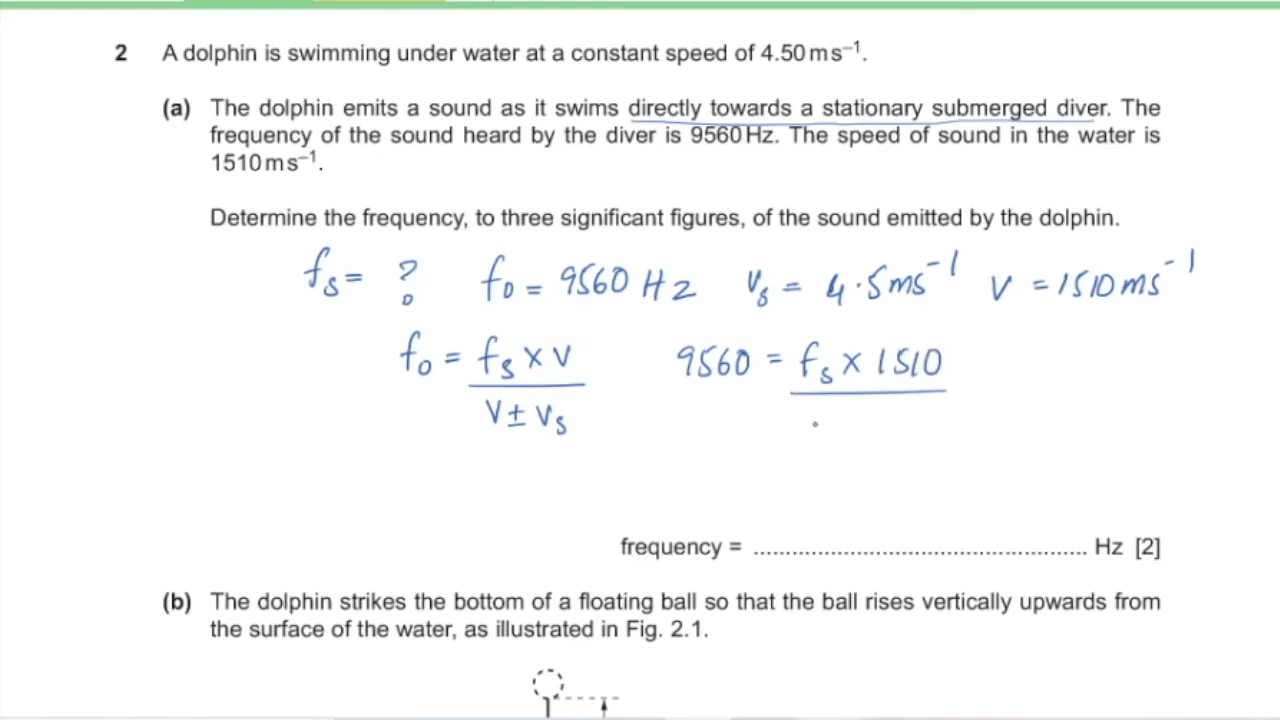 2 A dolphin is swimming under water at a constant speed of 4.50 m s⁻¹.
(a) The dolphin emits a sound as it swims directly towards a stationary submerged diver. The
frequency of the sound heard by the diver is 9560 Hz. The speed of sound in the water is
1510 m s⁻¹.
Determine the frequency, to three significant figures, of the sound emitted by the dolphin.
fs = ? fo = 9560 Hz vs = 4.5ms⁻¹ v = 1510 ms⁻¹
fo = fs x v 9560 = fs x 1510
v ± vs
frequency = ........................................................ Hz [2]
(b) The dolphin strikes the bottom of a floating ball so that the ball rises vertically upwards from
the surface of the water, as illustrated in Fig. 2.1.